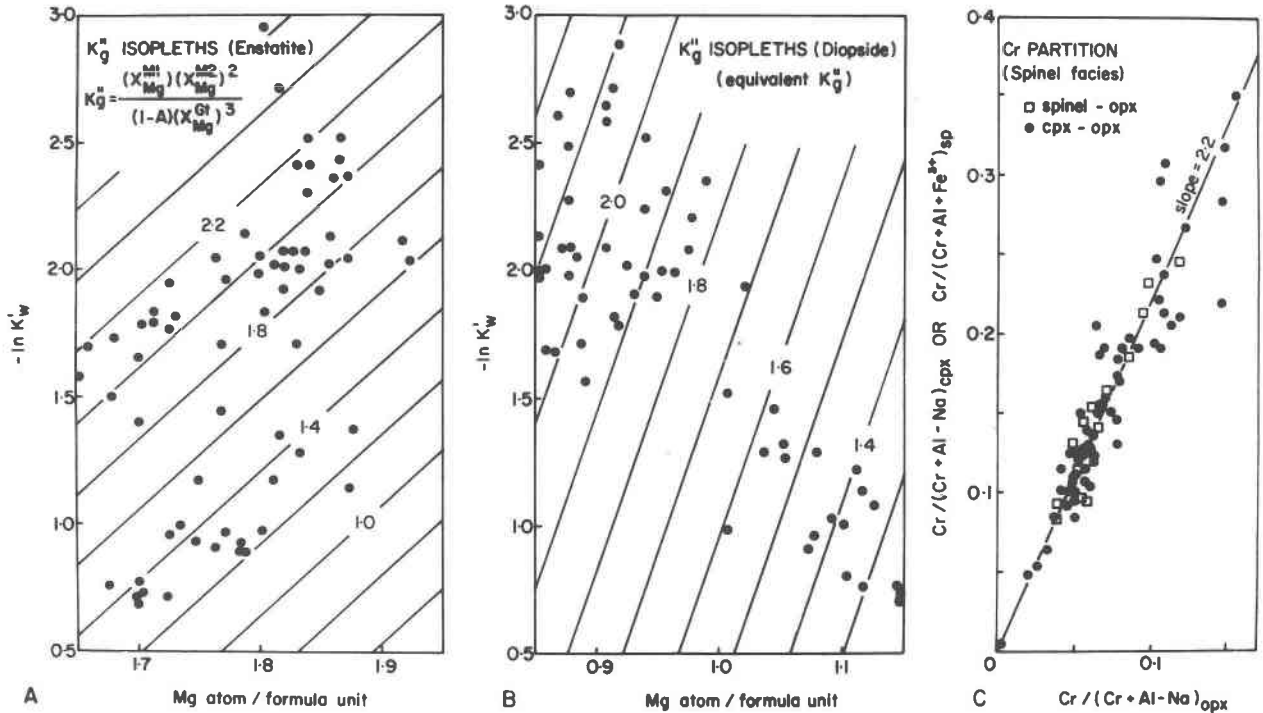 3.0
2.5
2.0
1.5
1.0
0.5
-ln K'w
K"g ISOPLETHS (Enstatite)
K"g = (X^M1_Mg)(X^M2_Mg)^2 / (1-A)(X^Gt_Mg)^3
2.2
1.8
1.4
1.0
1.7
1.8
1.9
A
Mg atom / formula unit
3.0
2.5
2.0
1.5
1.0
0.5
-ln K'w
K"g ISOPLETHS (Diopside)
(equivalent K"g)
2.0
1.8
1.6
1.4
0.9
1.0
1.1
B
Mg atom / formula unit
0.4
0.3
0.2
0.1
0
Cr/(Cr+Al-Na)cpx OR Cr/(Cr+Al+Fe³⁺)sp
Cr PARTITION
(Spinel facies)
□ spinel - opx
● cpx - opx
slope = 2.2
0.1
C
Cr/(Cr+Al-Na)opx